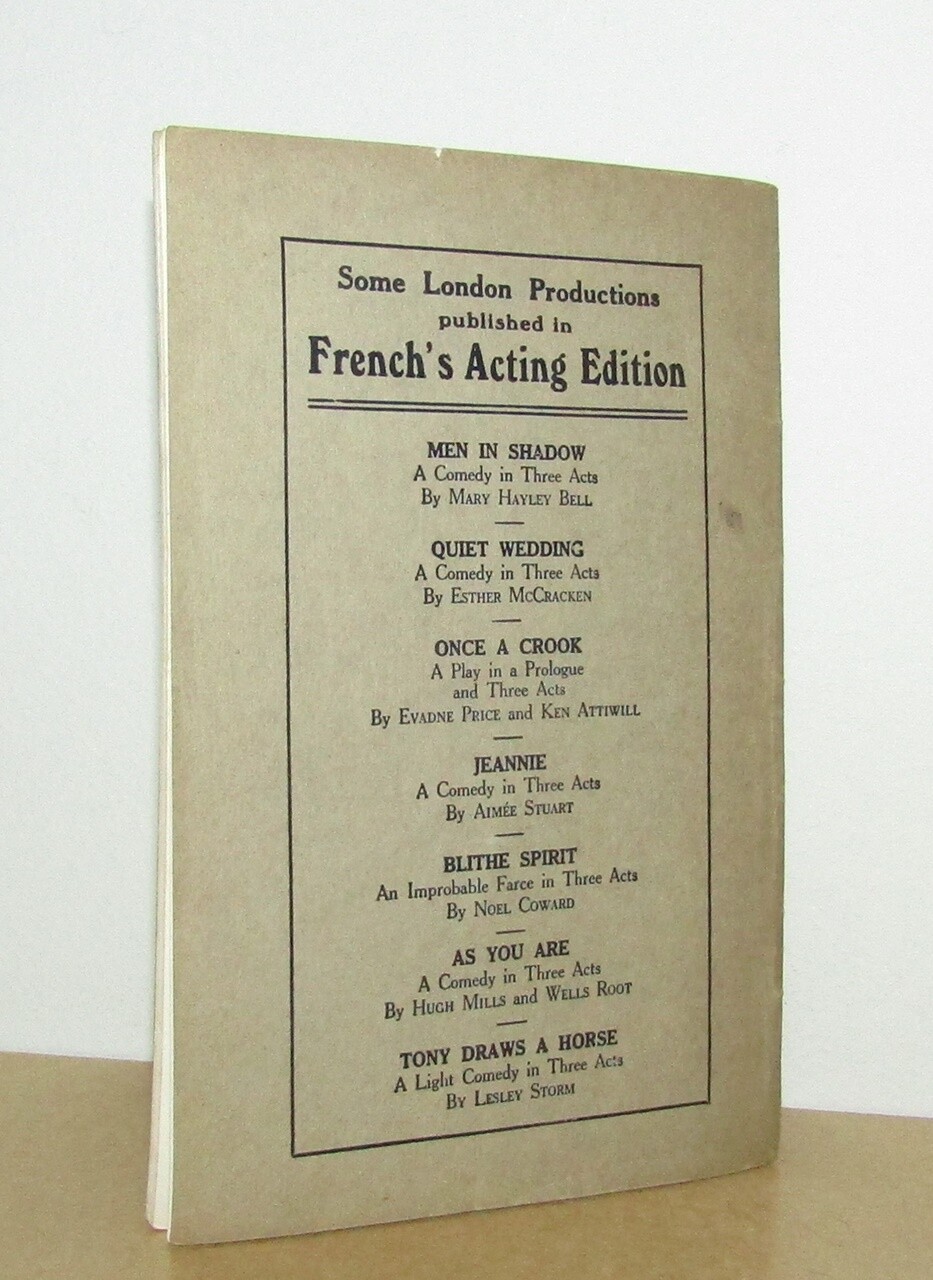 Some London Productions
published in
French's Acting Edition
MEN IN SHADOW
A Comedy in Three Acts
By MARY HAYLEY BELL
QUIET WEDDING
A Comedy in Three Acts
By ESTHER MCCRACKEN
ONCE A CROOK
A Play in a Prologue
and Three Acts
By EVADNE PRICE and KEN ATTIWILL
JEANNIE
A Comedy in Three Acts
By AIMÉE STUART
BLITHE SPIRIT
An Improbable Farce in Three Acts
By NOEL COWARD
AS YOU ARE
A Comedy in Three Acts
By HUGH MILLS and WELLS ROOT
TONY DRAWS A HORSE
A Light Comedy in Three Acts
BY LESLEY STORM